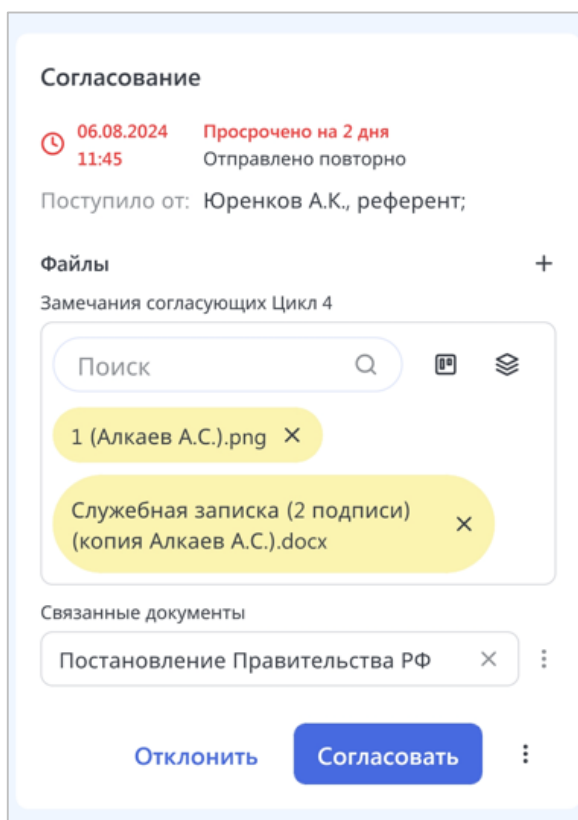 Согласование
06.08.2024 Просрочено на 2 дня
11:45 Отправлено повторно
Поступило от: Юренков А.К., референт;
Файлы
Замечания согласующих Цикл 4
Поиск
1 (Алкаев А.С.).png
Служебная записка (2 подписи)
(копия Алкаев А.С.).docx
Связанные документы
Постановление Правительства РФ
Отклонить Согласовать